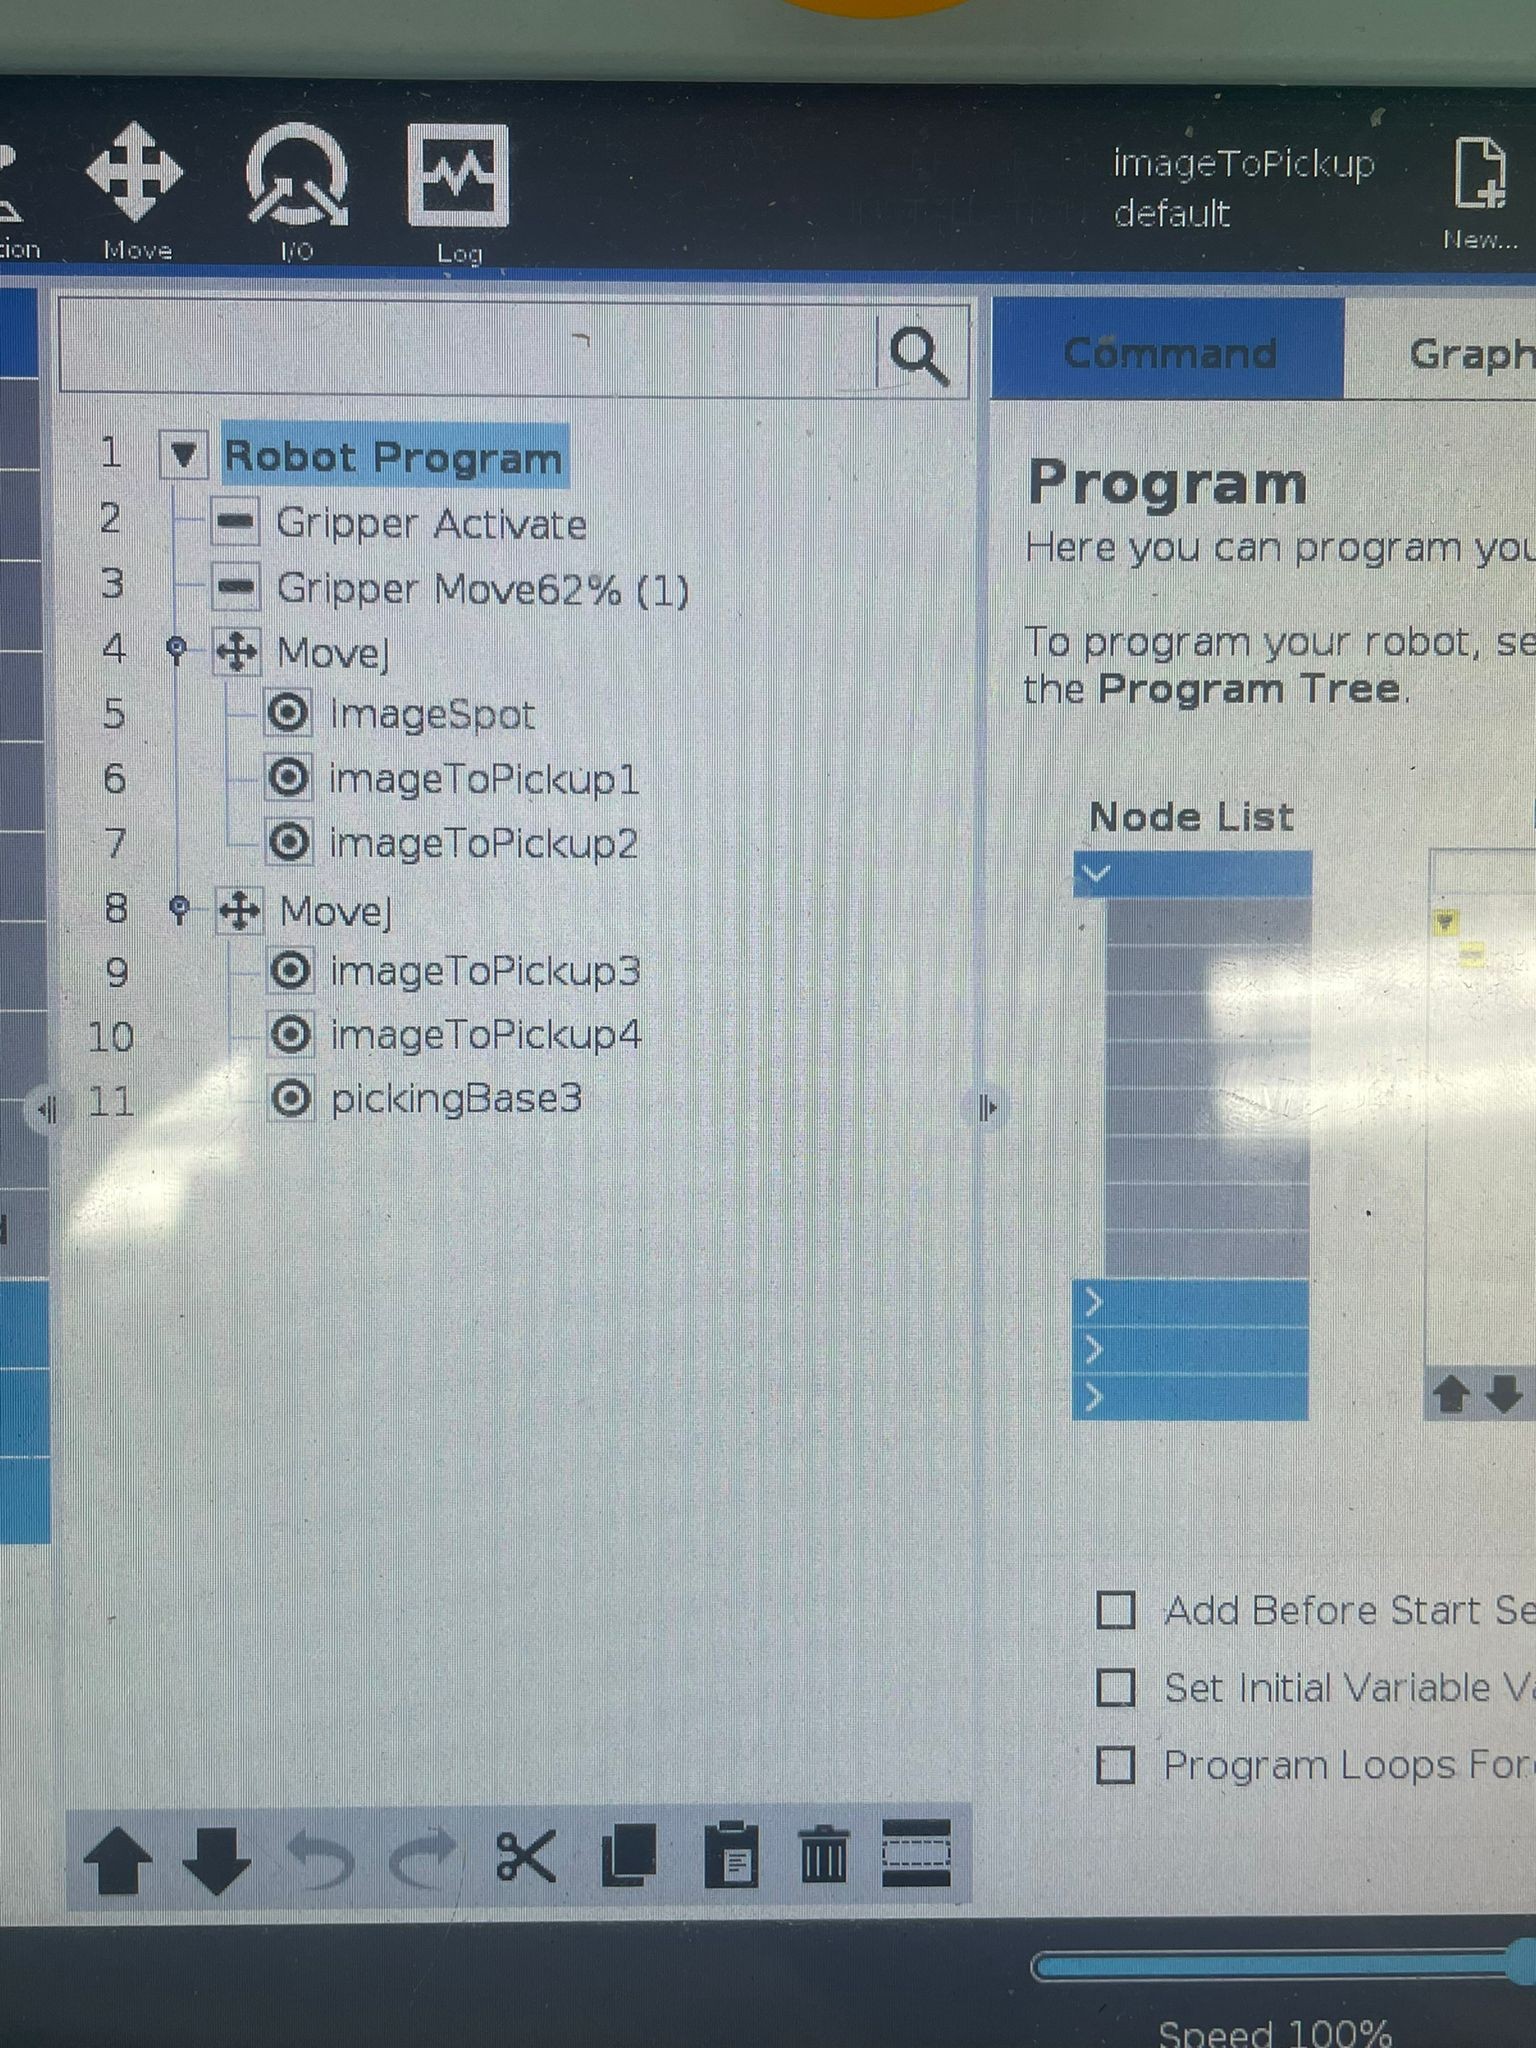 tion
Move
I/O
Log
imageToPickup
default
New...
Command
Graph
1 Robot Program
2 Gripper Activate
3 Gripper Move62% (1)
4 MoveJ
5 ImageSpot
6 imageToPickup1
7 imageToPickup2
8 MoveJ
9 imageToPickup3
10 imageToPickup4
11 pickingBase3
Program
Here you can program you
To program your robot, se
the Program Tree.
Node List
Add Before Start Se
Set Initial Variable Va
Program Loops Fore
Speed 100%